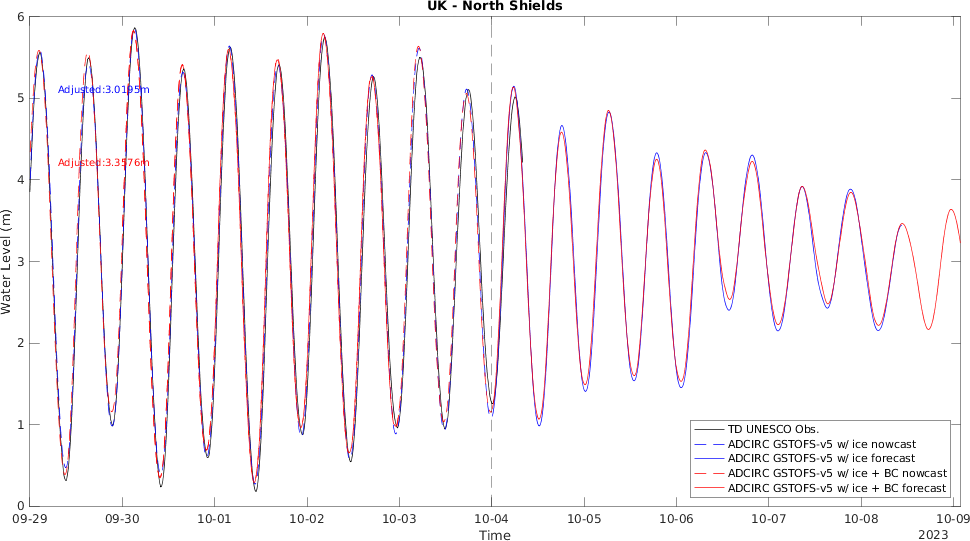 UK - North Shields
6
5
4
3
2
1
0
Water Level (m)
Adjusted:3.0195m
Adjusted:3.3576m
TD UNESCO Obs.
ADCIRC GSTOFS-v5 w/ ice nowcast
ADCIRC GSTOFS-v5 w/ ice forecast
ADCIRC GSTOFS-v5 w/ ice + BC nowcast
ADCIRC GSTOFS-v5 w/ ice + BC forecast
09-29 09-30 10-01 10-02 10-03 10-04 10-05 10-06 10-07 10-08 10-09
Time
2023